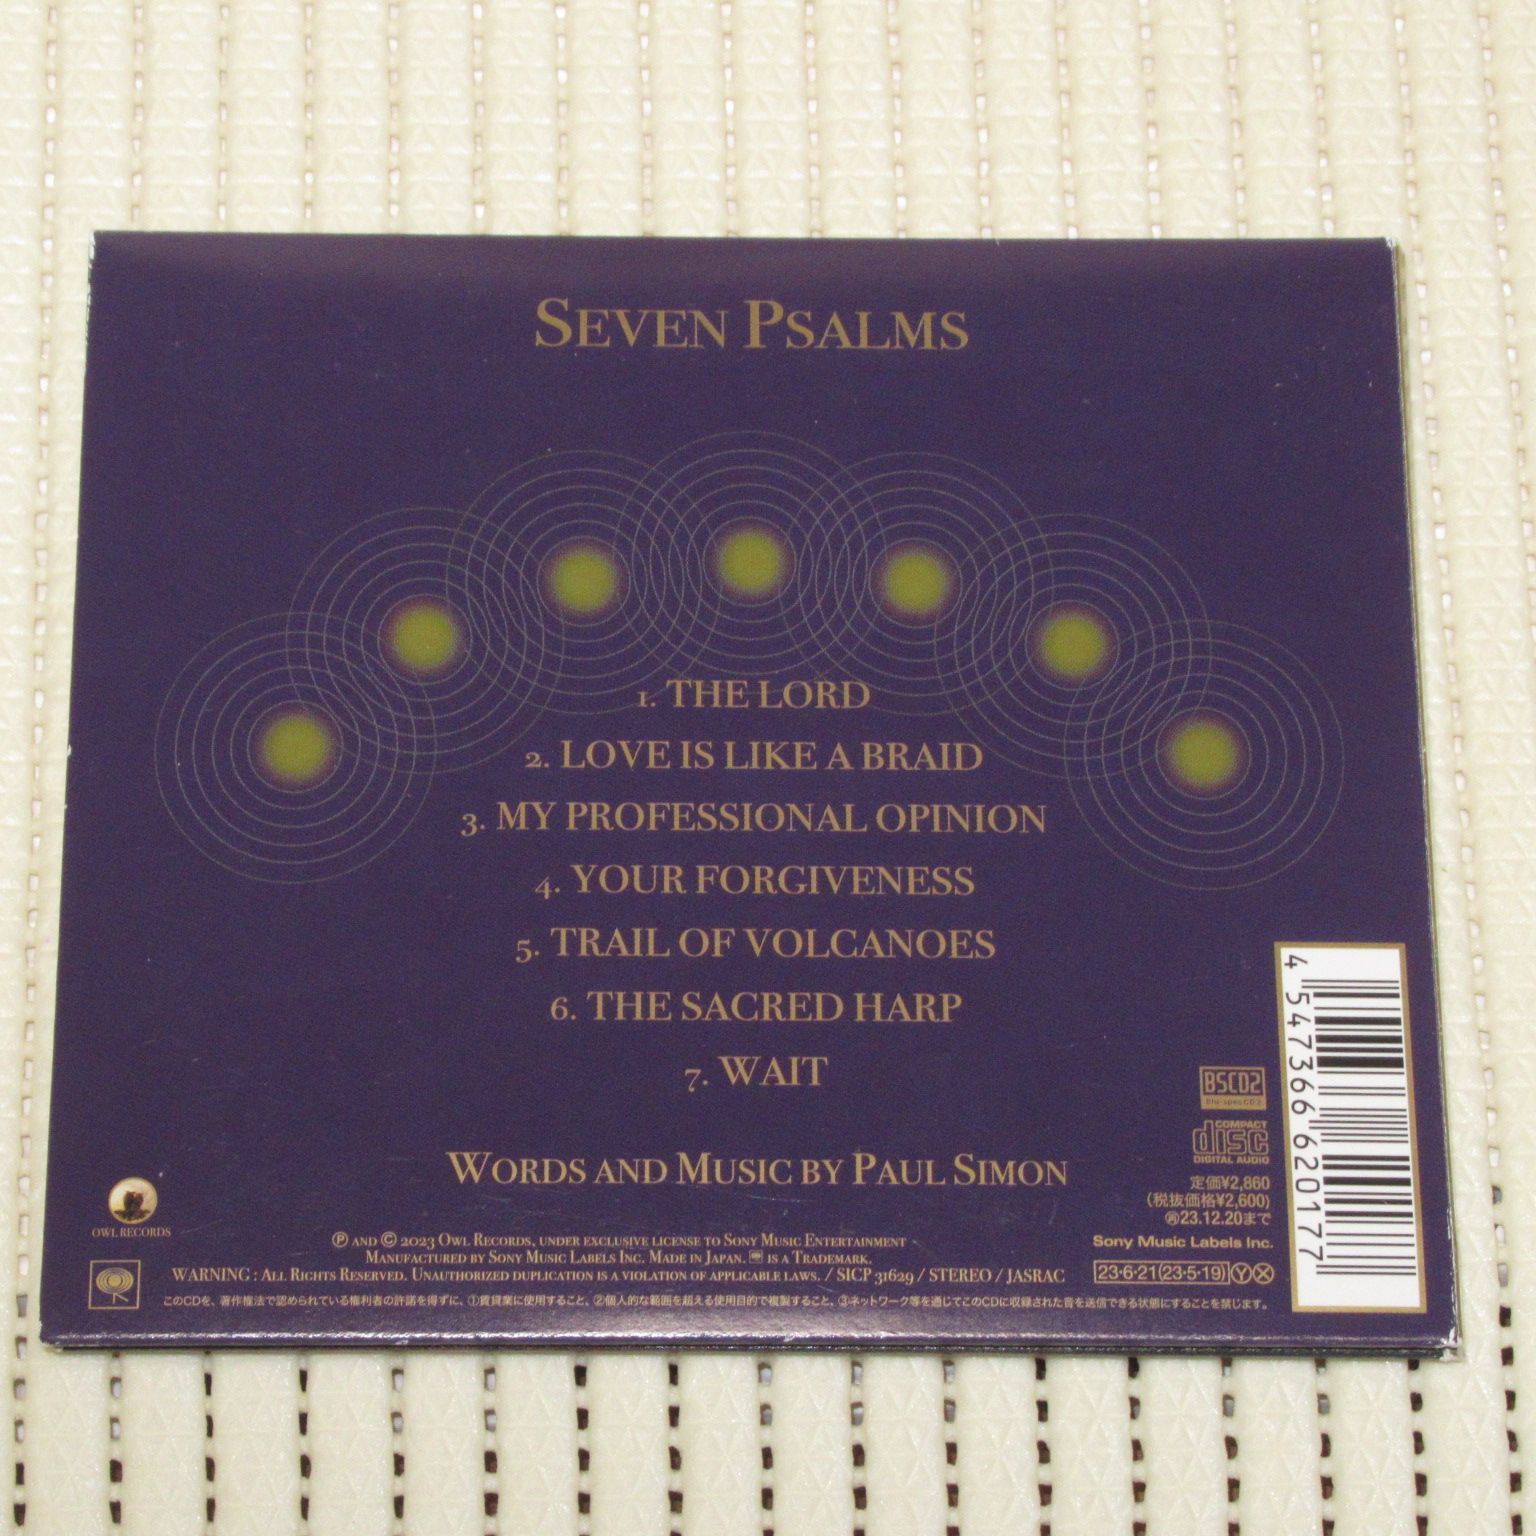 SEVEN PSALMS
1. THE LORD
2. LOVE IS LIKE A BRAID
3. MY PROFESSIONAL OPINION
4. YOUR FORGIVENESS
5. TRAIL OF VOLCANOES
6. THE SACRED HARP
7. WAIT
WORDS AND MUSIC BY PAUL SIMON
OWL RECORDS
Ⓟ AND © 2023 OWL RECORDS, UNDER EXCLUSIVE LICENSE TO SONY MUSIC ENTERTAINMENT
MANUFACTURED BY SONY MUSIC LABELS INC. MADE IN JAPAN. IS A TRADEMARK.
WARNING : ALL RIGHTS RESERVED. UNAUTHORIZED DUPLICATION IS A VIOLATION OF APPLICABLE LAWS. / SICP 31629 / STEREO / JASRAC
このCDを、著作権法で認められている権利者の許諾を得ずに、①賃貸業に使用すること、②個人的な範囲を超える使用目的で複製すること、③ネットワーク等を通じてこのCDに収録された音を送信できる状態にすることを禁じます。
BSCD2
Blu-spec CD2
COMPACT
disc
DIGITAL AUDIO
定価¥2,860
(税抜価格¥2,600)
㋐23.12.20まで
Sony Music Labels Inc.
23·6·21(23·5·19)ⓎⓍ
4 547366 620177